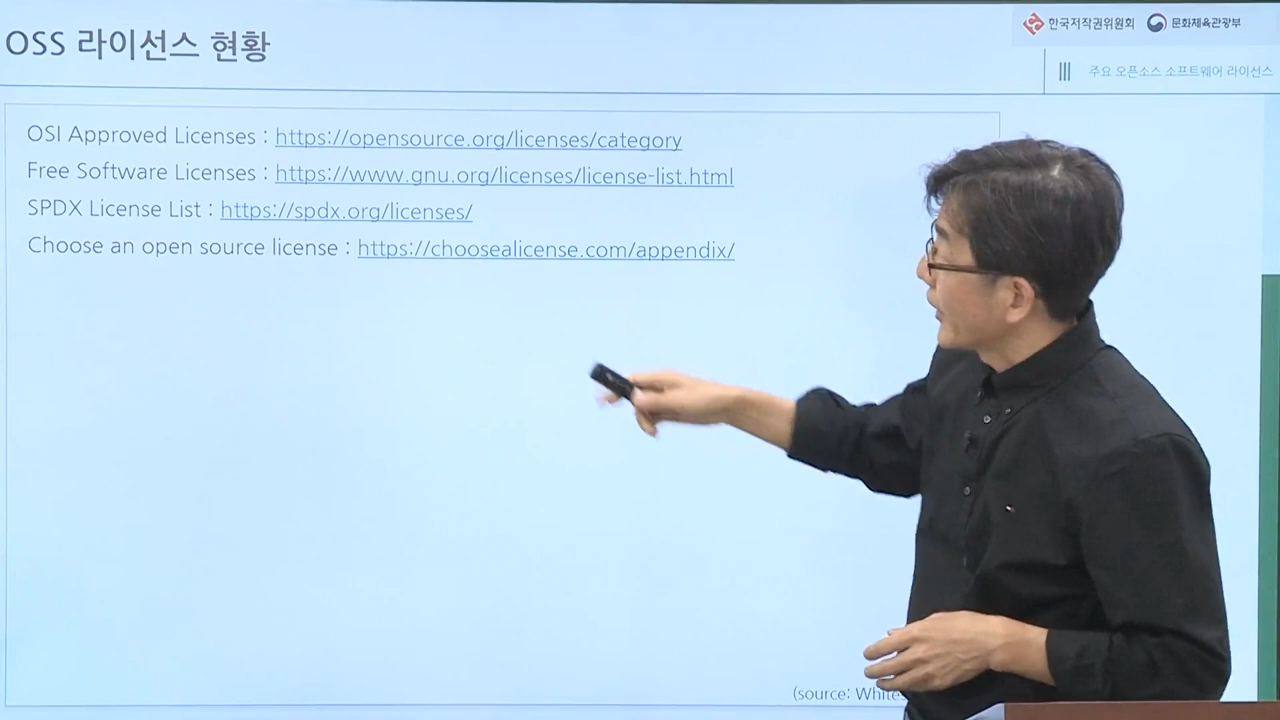 OSS 라이선스 현황
한국저작권위원회 문화체육관광부
주요 오픈소스 소프트웨어 라이선스
OSI Approved Licenses : https://opensource.org/licenses/category
Free Software Licenses : https://www.gnu.org/licenses/license-list.html
SPDX License List : https://spdx.org/licenses/
Choose an open source license : https://choosealicense.com/appendix/
(source: